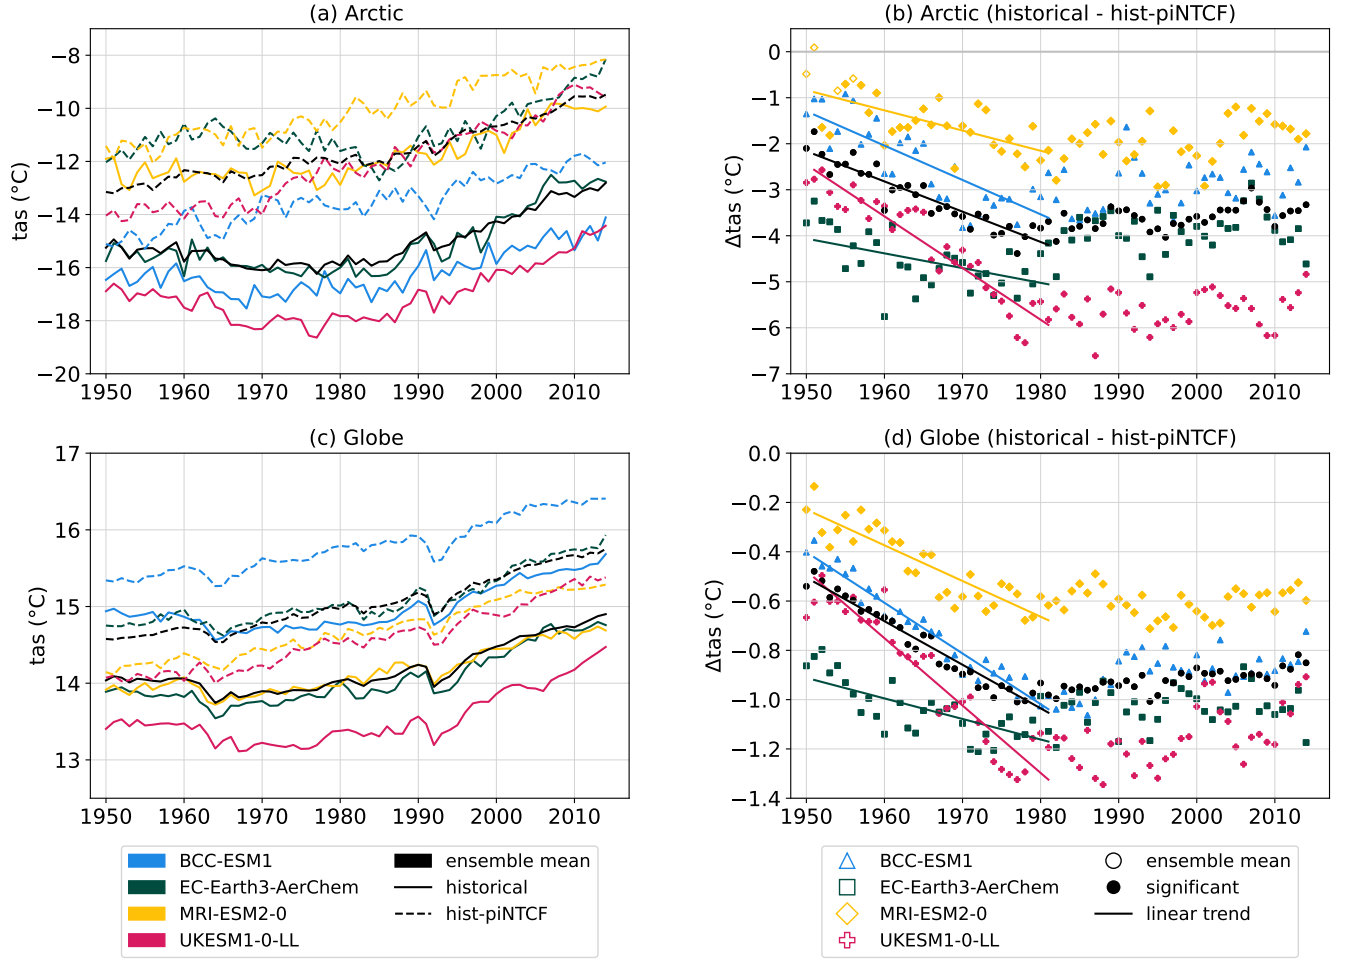 (a) Arctic
tas (°C)
−8
−10
−12
−14
−16
−18
−20
1950 1960 1970 1980 1990 2000 2010
(b) Arctic (historical - hist-piNTCF)
Δtas (°C)
0
−1
−2
−3
−4
−5
−6
−7
1950 1960 1970 1980 1990 2000 2010
(c) Globe
tas (°C)
17
16
15
14
13
1950 1960 1970 1980 1990 2000 2010
(d) Globe (historical - hist-piNTCF)
Δtas (°C)
0.0
−0.2
−0.4
−0.6
−0.8
−1.0
−1.2
−1.4
1950 1960 1970 1980 1990 2000 2010
BCC-ESM1
EC-Earth3-AerChem
MRI-ESM2-0
UKESM1-0-LL
ensemble mean
historical
hist-piNTCF
BCC-ESM1
EC-Earth3-AerChem
MRI-ESM2-0
UKESM1-0-LL
ensemble mean
significant
linear trend